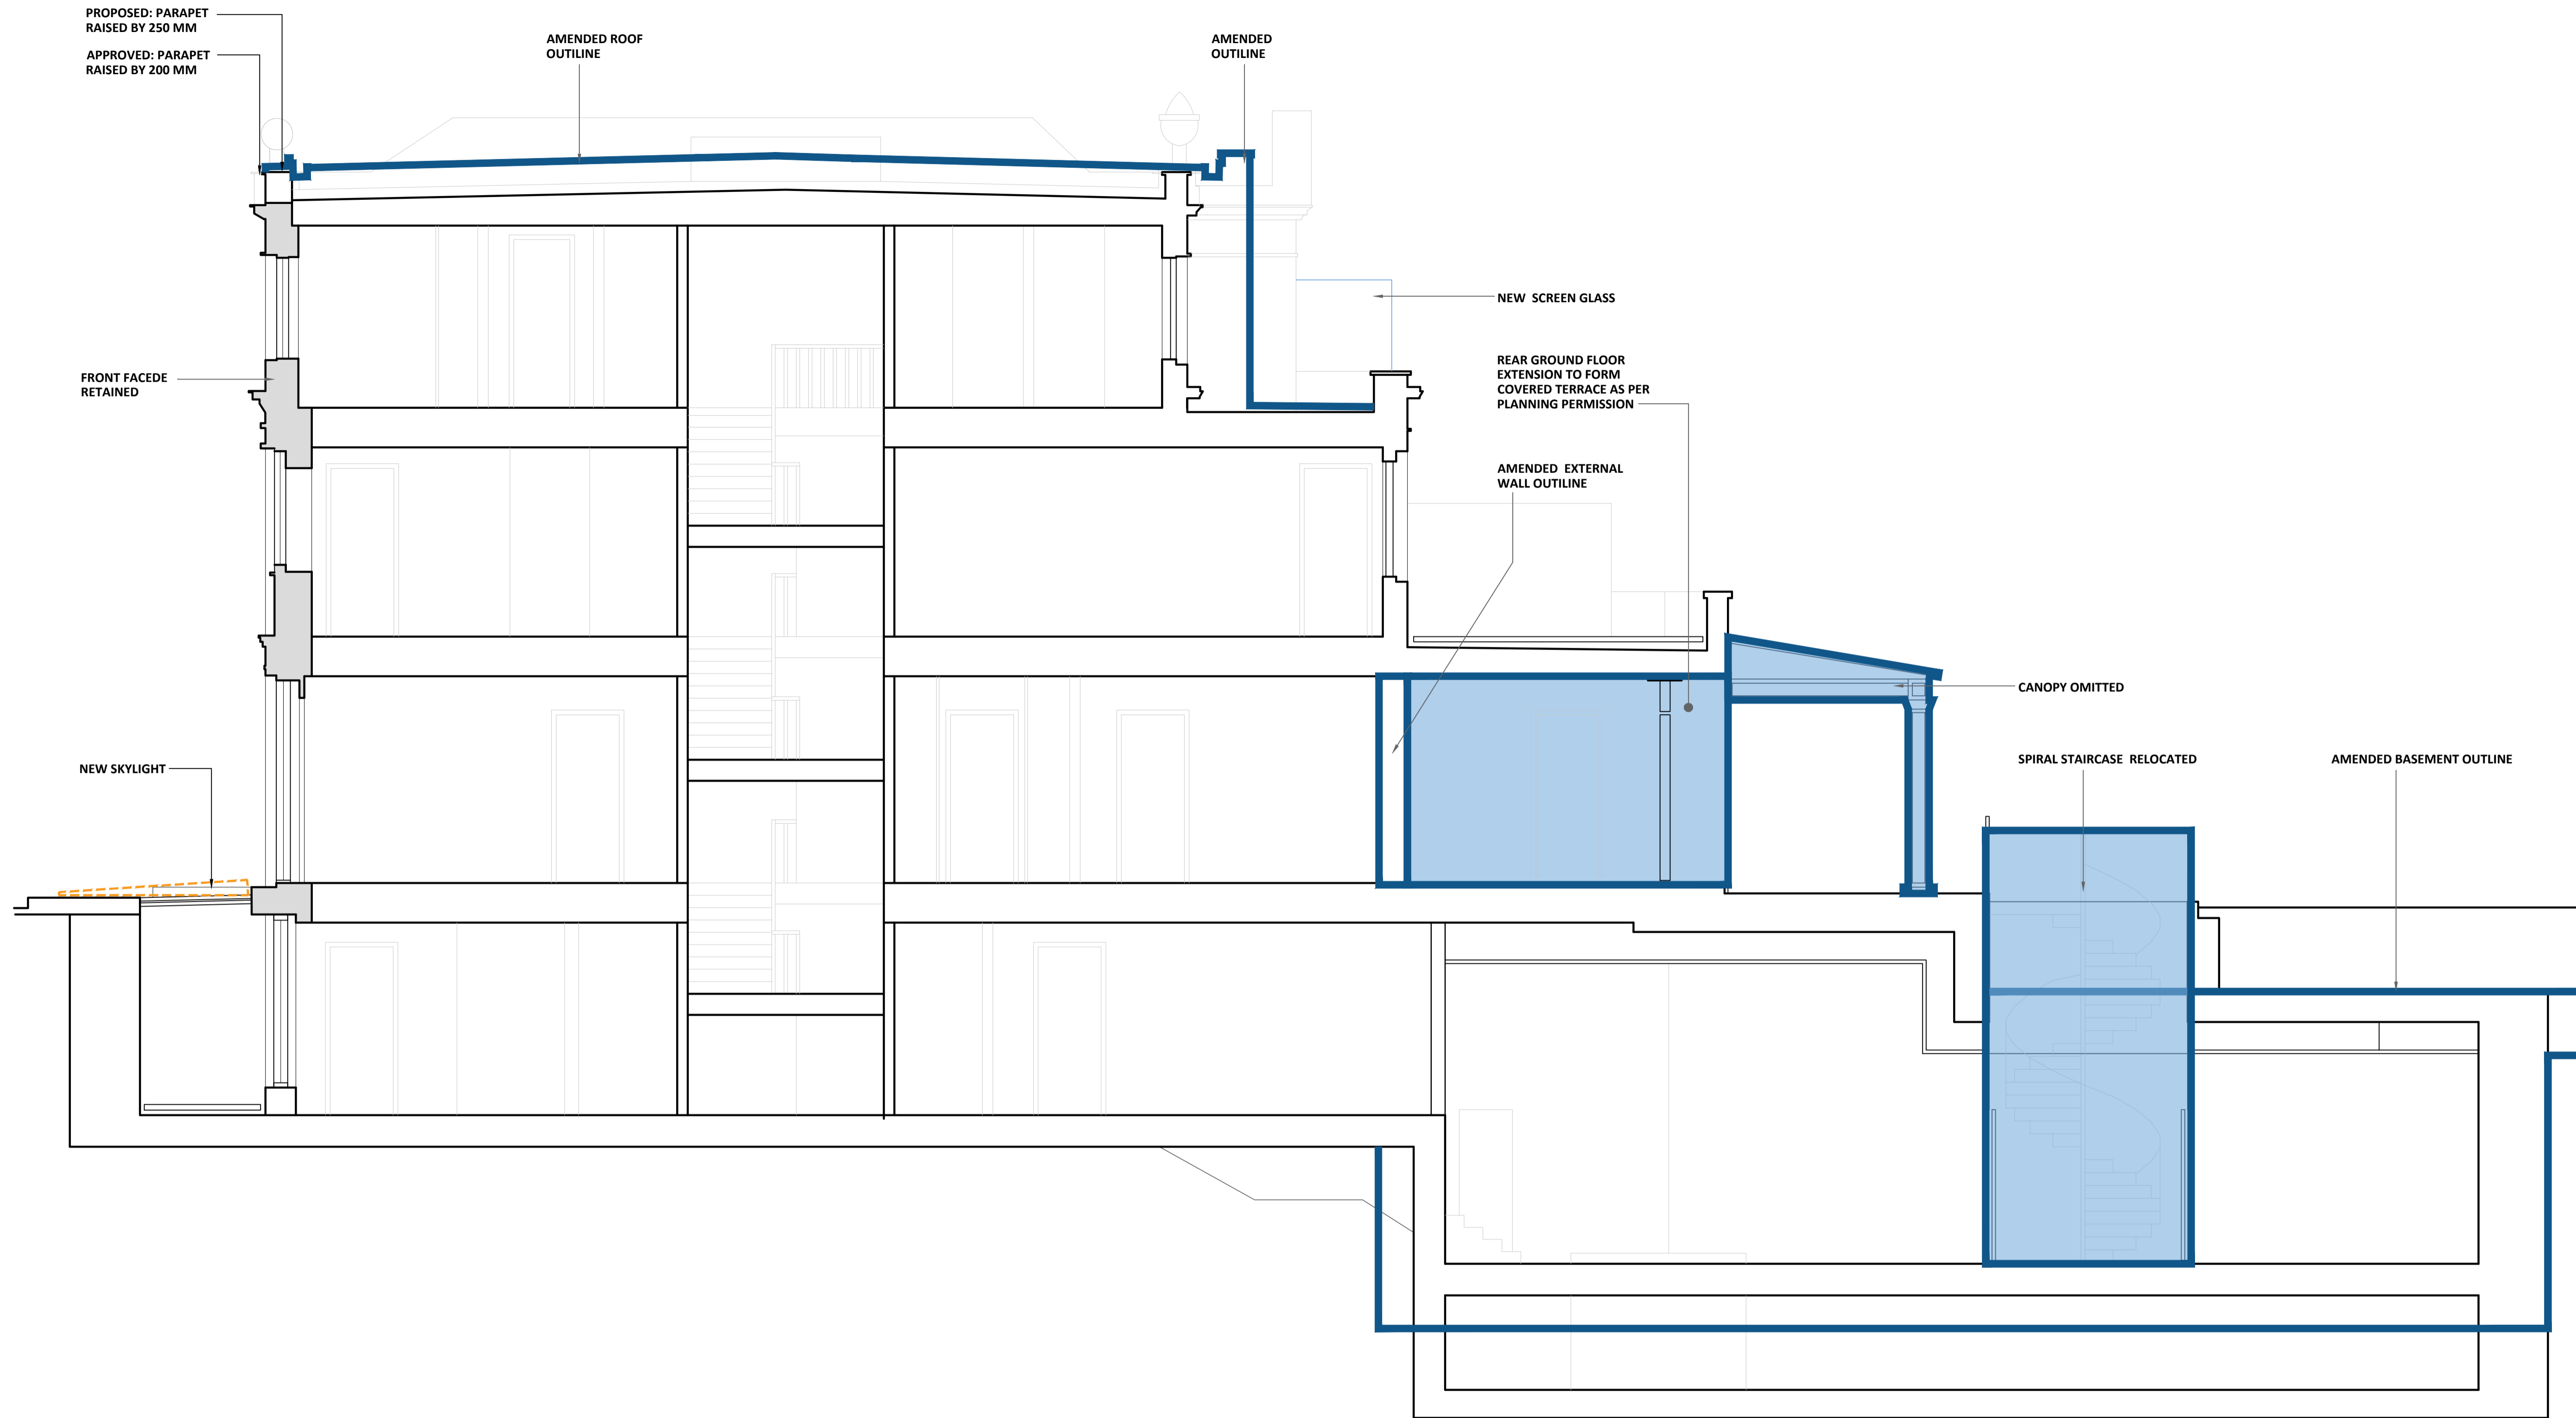 PROPOSED: PARAPET
RAISED BY 250 MM
APPROVED: PARAPET
RAISED BY 200 MM
AMENDED ROOF
OUTILINE
AMENDED
OUTILINE
NEW SCREEN GLASS
FRONT FACEDE
RETAINED
REAR GROUND FLOOR
EXTENSION TO FORM
COVERED TERRACE AS PER
PLANNING PERMISSION
AMENDED EXTERNAL
WALL OUTILINE
CANOPY OMITTED
NEW SKYLIGHT
SPIRAL STAIRCASE RELOCATED
AMENDED BASEMENT OUTLINE